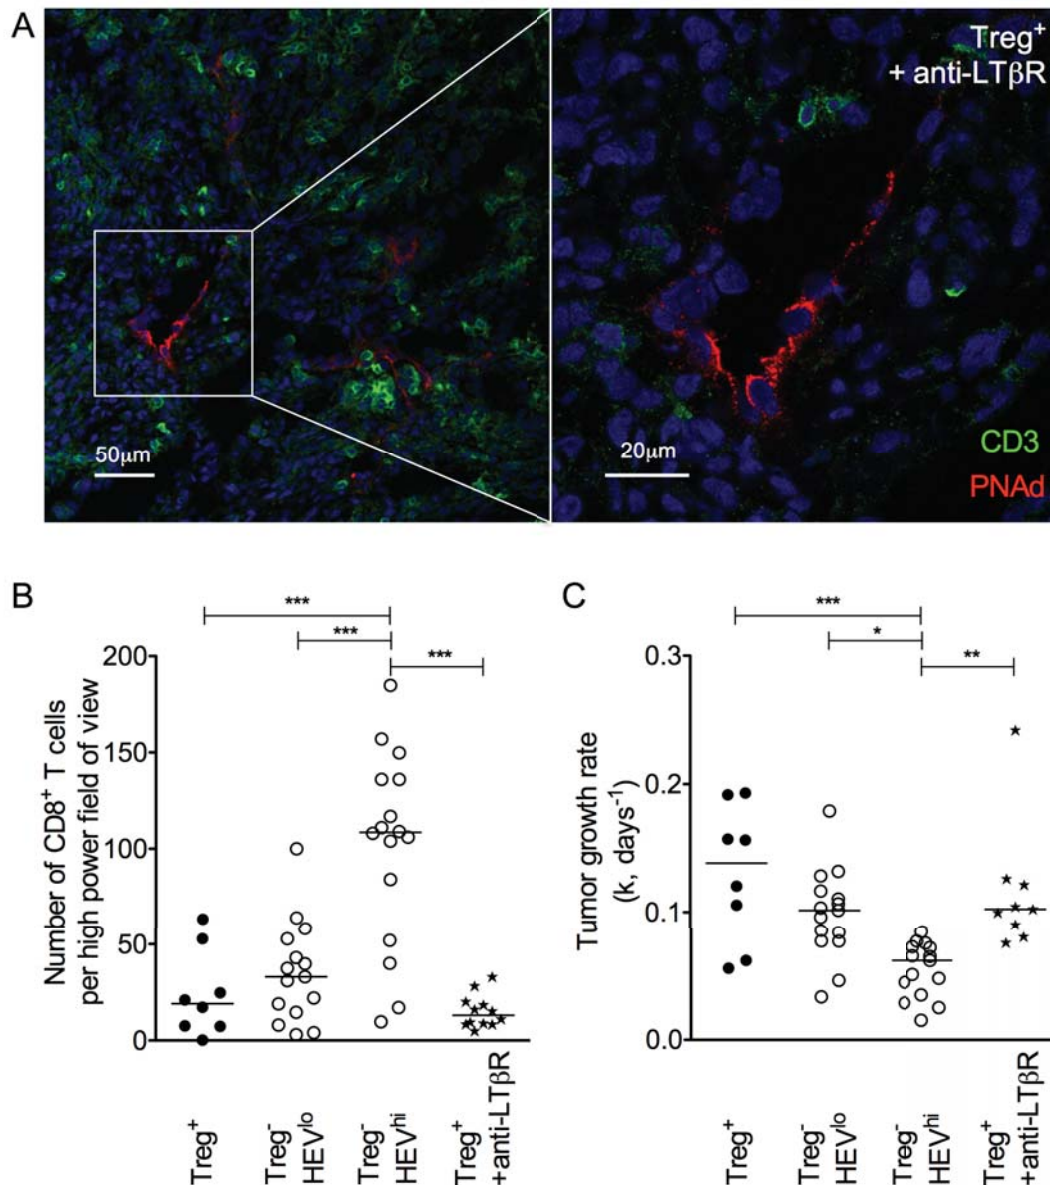 A
Treg⁺
+ anti-LTβR
50μm
20μm
CD3
PNAd
B
***
***
***
200
150
100
50
0
Number of CD8⁺ T cells
per high power field of view
Treg⁺
Treg⁻
HEVˡᵒ
Treg⁻
HEVʰⁱ
Treg⁺
+anti-LTβR
C
***
*
**
0.3
0.2
0.1
0.0
Tumor growth rate
(k, days⁻¹)
Treg⁺
Treg⁻
HEVˡᵒ
Treg⁻
HEVʰⁱ
Treg⁺
+anti-LTβR